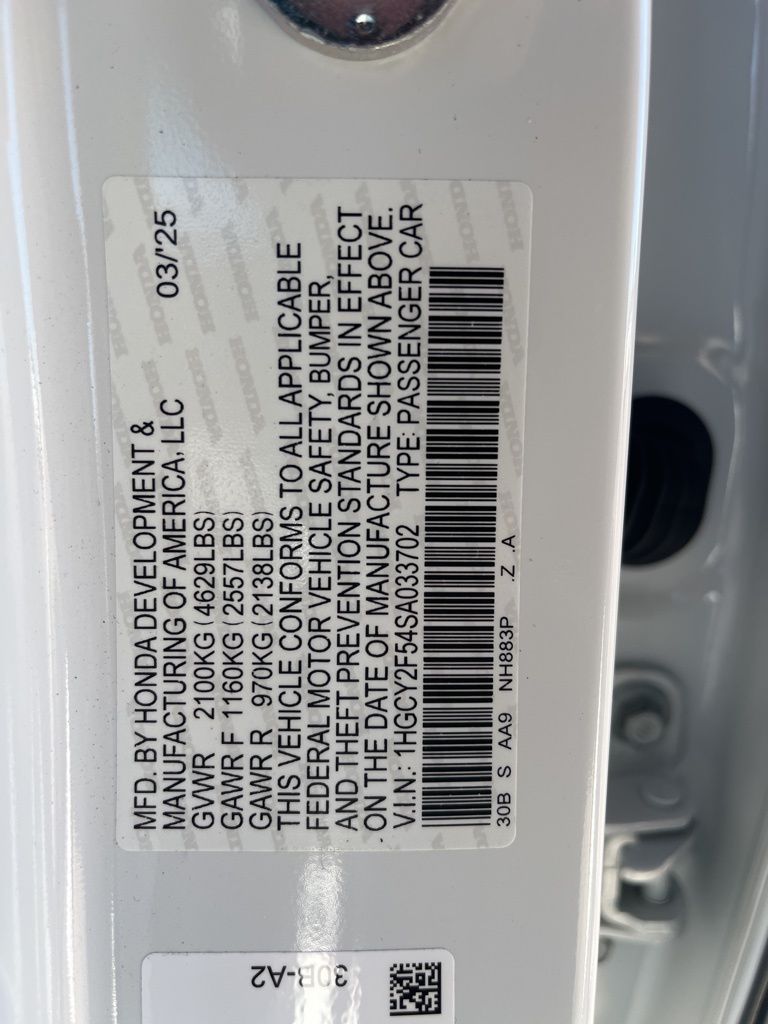 MFD. BY HONDA DEVELOPMENT &
MANUFACTURING OF AMERICA, LLC 03/'25
GVWR 2100KG (4629LBS)
GAWR F 1160KG (2557LBS)
GAWR R 970KG (2138LBS)
THIS VEHICLE CONFORMS TO ALL APPLICABLE
FEDERAL MOTOR VEHICLE SAFETY, BUMPER,
AND THEFT PREVENTION STANDARDS IN EFFECT
ON THE DATE OF MANUFACTURE SHOWN ABOVE.
V.I.N.: 1HGCY2F54SA033702 TYPE: PASSENGER CAR
30B S AA9 NH883P .Z .A
30B-A2